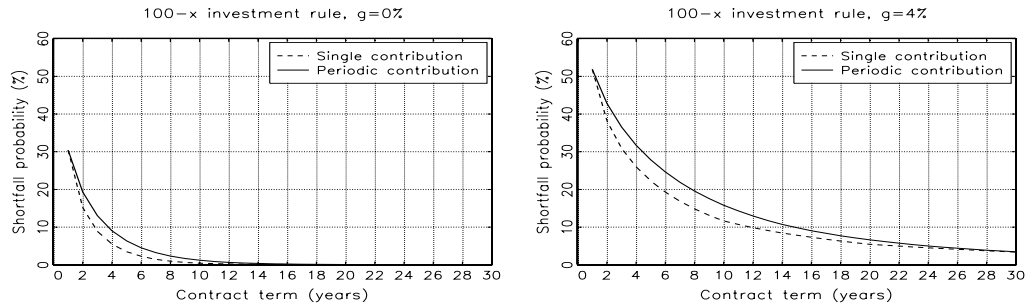 100-x investment rule, g=0%
Shortfall probability (%)
60
50
40
30
20
10
0
Single contribution
Periodic contribution
0 2 4 6 8 10 12 14 16 18 20 22 24 26 28 30
Contract term (years)
100-x investment rule, g=4%
Shortfall probability (%)
60
50
40
30
20
10
0
Single contribution
Periodic contribution
0 2 4 6 8 10 12 14 16 18 20 22 24 26 28 30
Contract term (years)